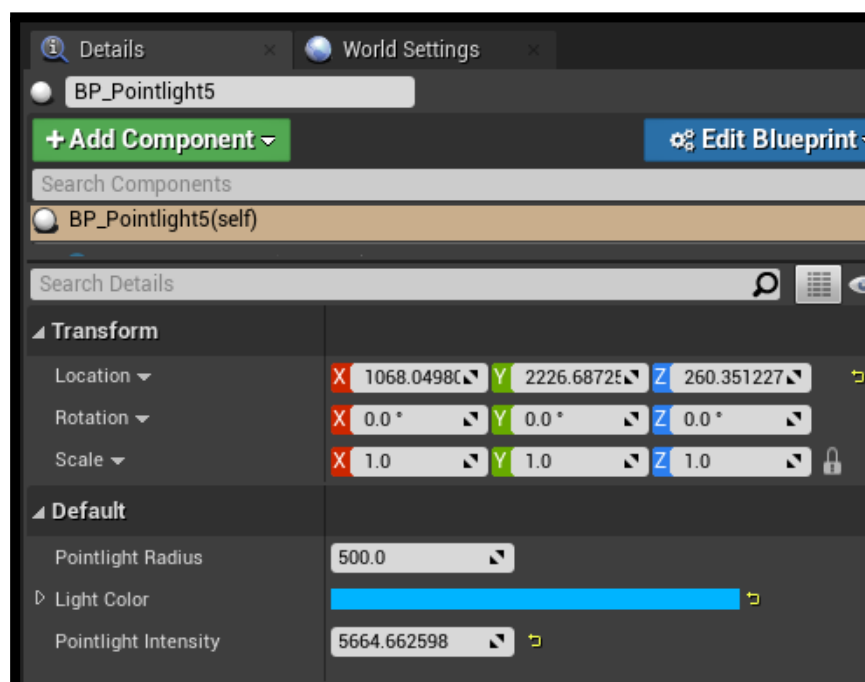 Details World Settings
BP_Pointlight5
+ Add Component Edit Blueprint
Search Components
BP_Pointlight5(self)
Search Details
Transform
Location X 1068.0498 Y 2226.6872 Z 260.351227
Rotation X 0.0 ° Y 0.0 ° Z 0.0 °
Scale X 1.0 Y 1.0 Z 1.0
Default
Pointlight Radius 500.0
Light Color
Pointlight Intensity 5664.662598